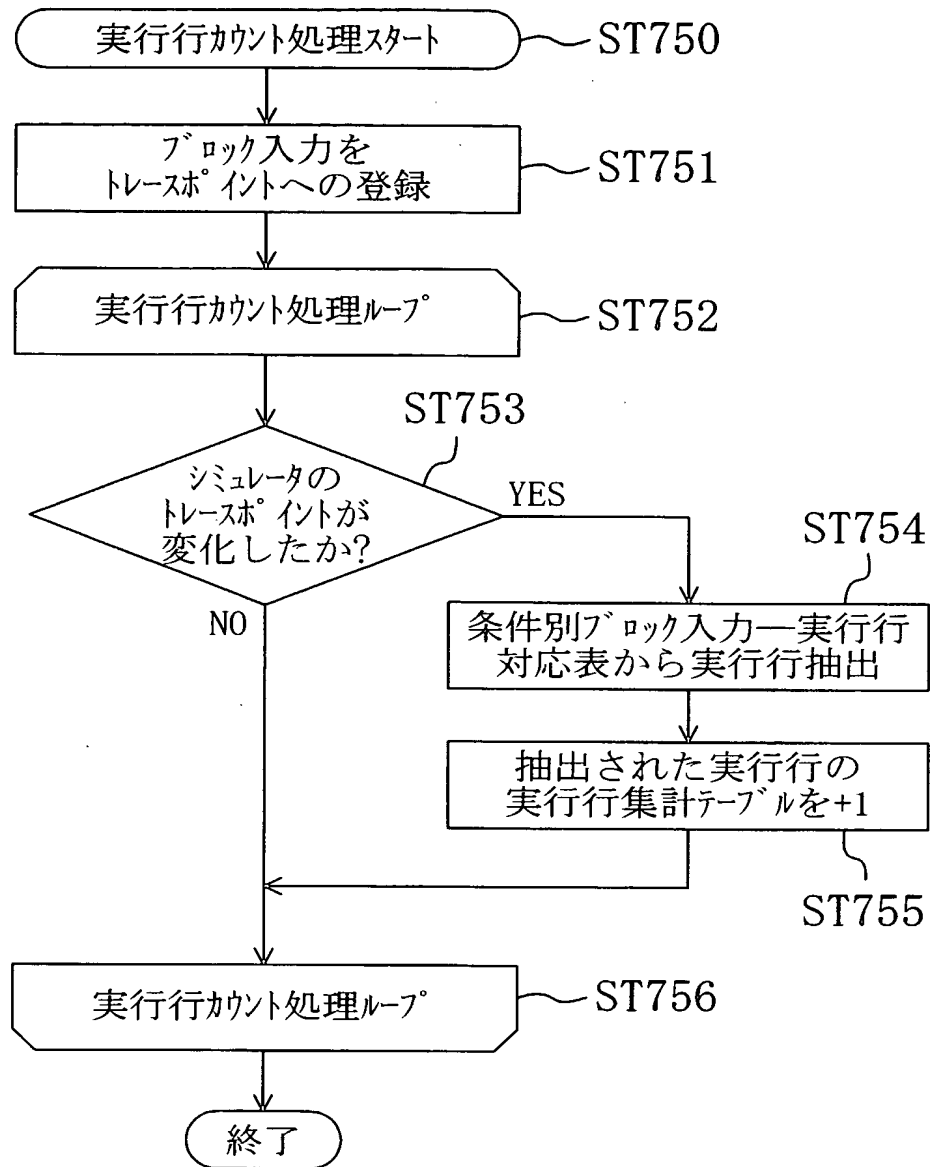 実行行カウント処理スタート
ST750
ブロック入力を
トレースポイントへの登録
ST751
実行行カウント処理ループ
ST752
ST753
シミュレータの
トレースポイントが
変化したか?
YES
NO
ST754
条件別ブロック入力―実行行
対応表から実行行抽出
抽出された実行行の
実行行集計テーブルを+1
ST755
実行行カウント処理ループ
ST756
終了